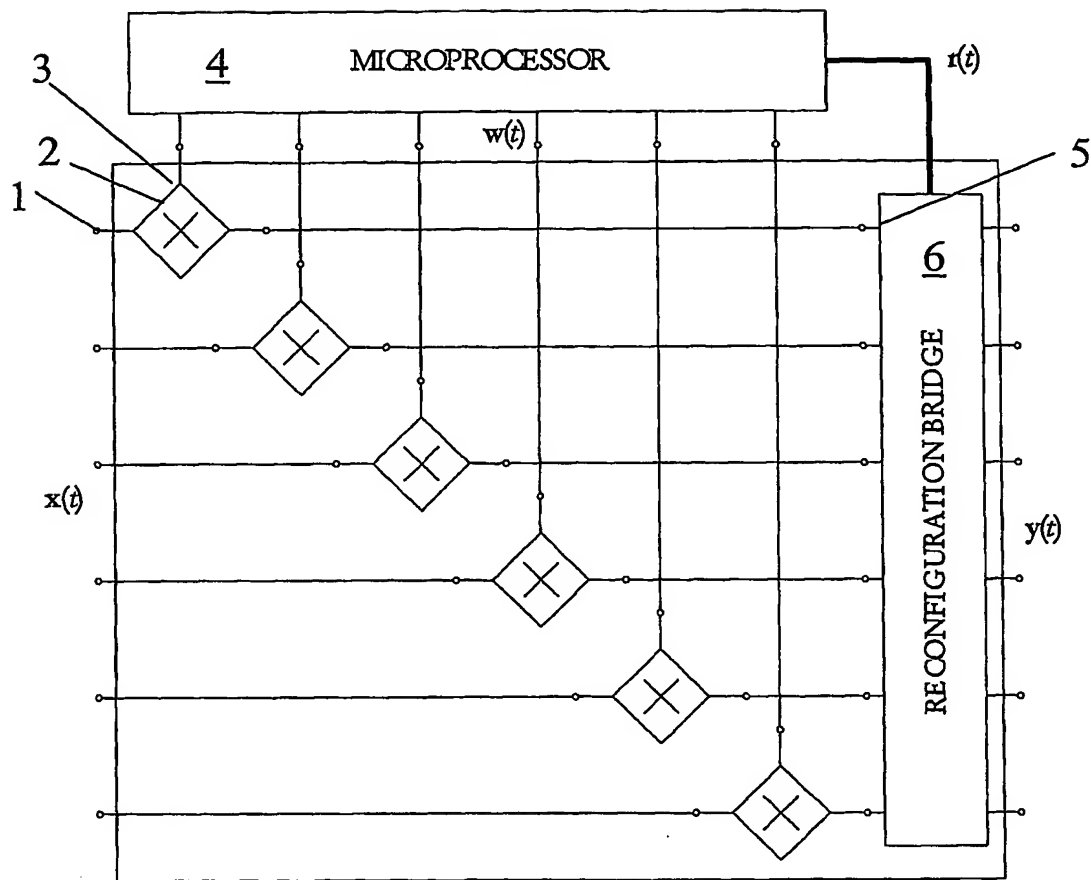 4 MICROPROCESSOR
r(t)
3
w(t)
2
5
1
6
x(t)
RECONFIGURATION BRIDGE
y(t)